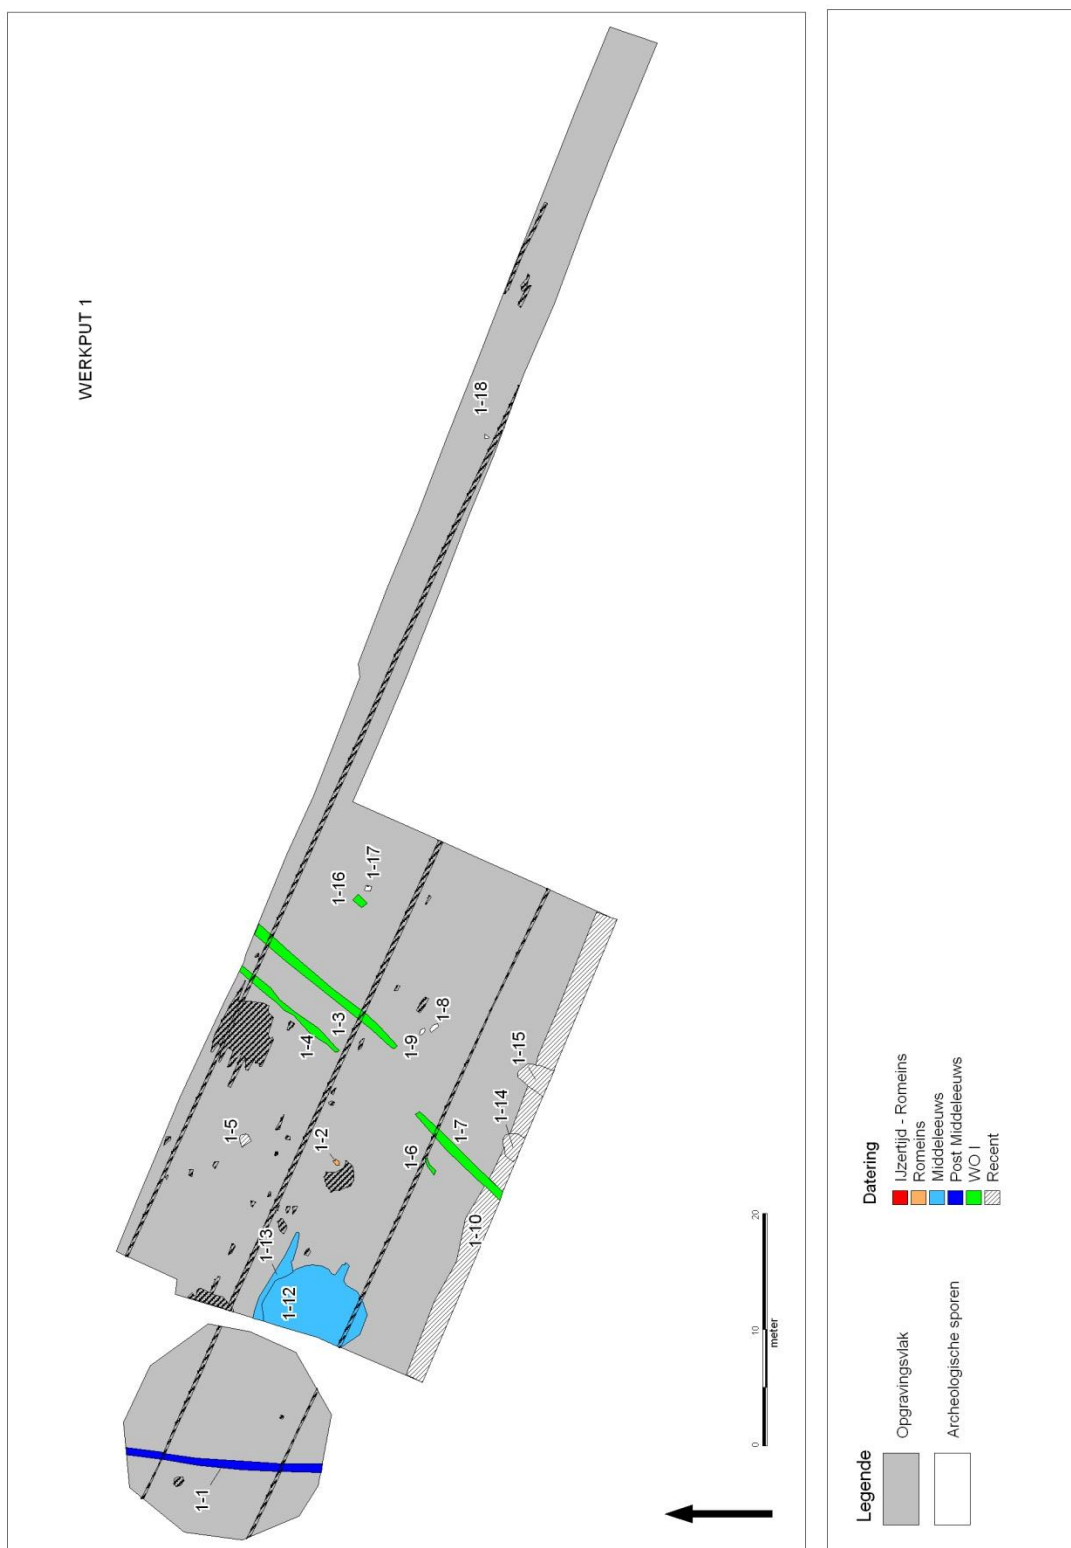 WERKPUT 1
1-18
1-17
1-16
1-3
1-4
1-9
1-8
1-15
1-14
1-5
1-2
1-6
1-7
1-10
1-13
1-12
1-1
0 10 20
meter
Legende
Opgravingsvlak
Archeologische sporen
Datering
IJzertijd - Romeins
Romeins
Middeleeuws
Post Middeleeuws
WO I
Recent